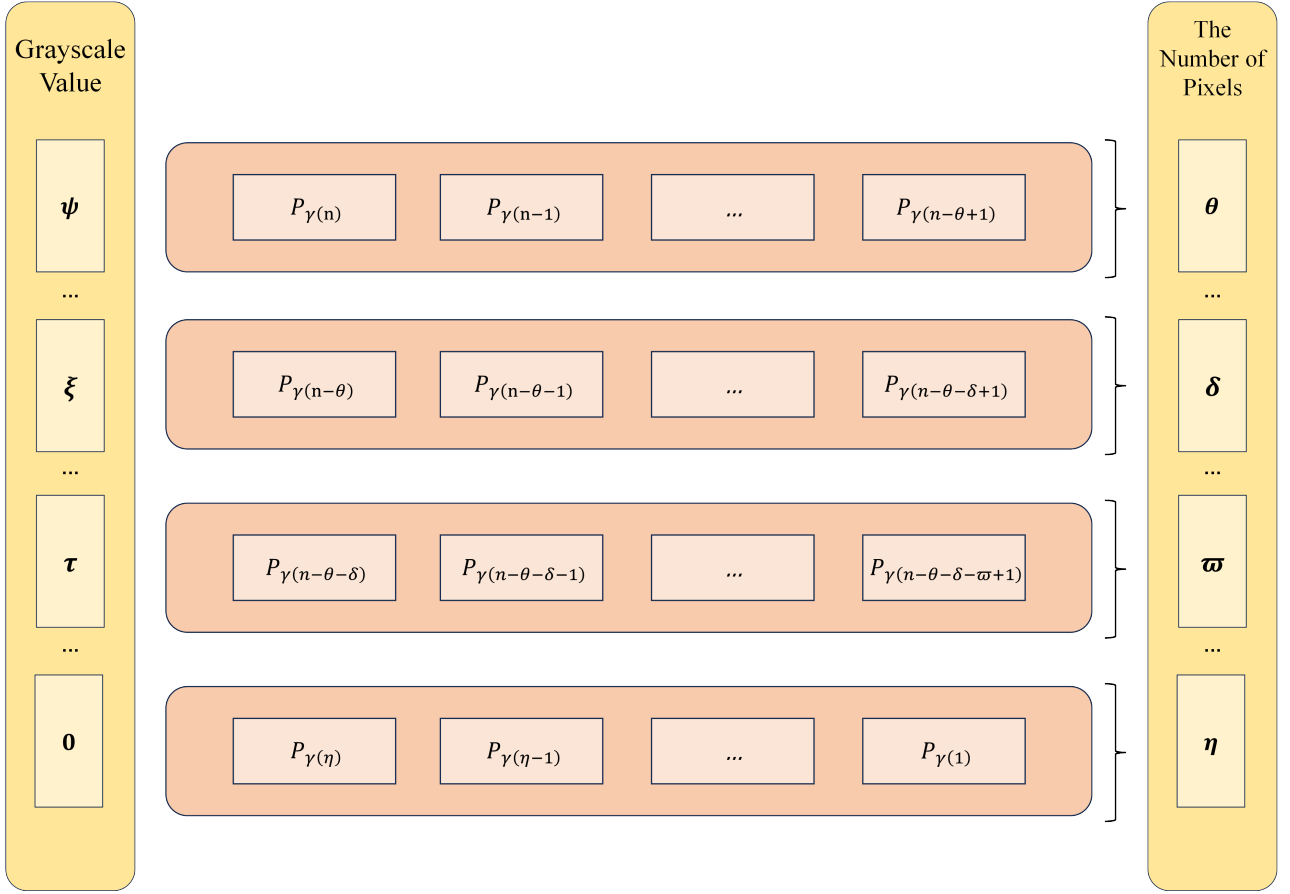 Grayscale
Value
The
Number of
Pixels
ψ P_γ(n) P_γ(n−1) ... P_γ(n−θ+1) θ
... ...
ξ P_γ(n−θ) P_γ(n−θ−1) ... P_γ(n−θ−δ+1) δ
... ...
τ P_γ(n−θ−δ) P_γ(n−θ−δ−1) ... P_γ(n−θ−δ−ϖ+1) ϖ
... ...
0 P_γ(η) P_γ(η−1) ... P_γ(1) η